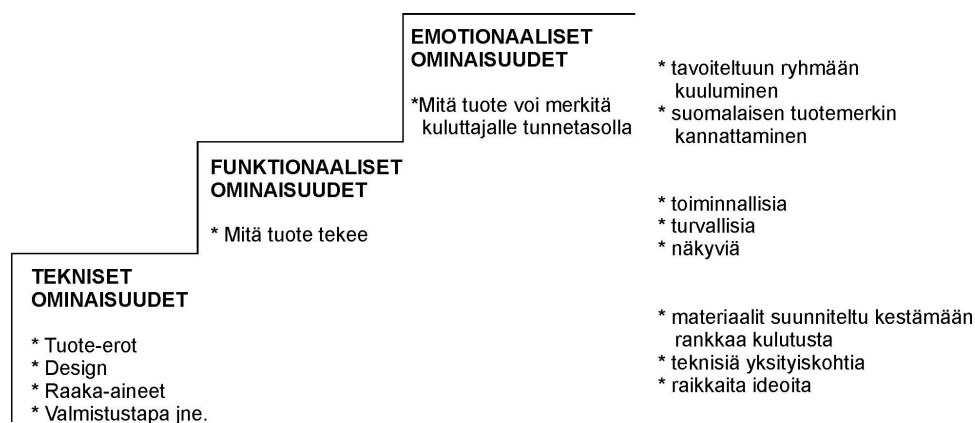 EMOTIONAALISET
OMINAISUUDET
*Mitä tuote voi merkitä
kuluttajalle tunnetasolla
* tavoiteltuun ryhmään
kuuluminen
* suomalaisen tuotemerkin
kannattaminen
FUNKTIONAALISET
OMINAISUUDET
* Mitä tuote tekee
* toiminnallisia
* turvallisia
* näkyviä
TEKNISET
OMINAISUUDET
* Tuote-erot
* Design
* Raaka-aineet
* Valmistustapa jne.
* materiaalit suunniteltu kestämään
rankkaa kulutusta
* teknisiä yksityiskohtia
* raikkaita ideoita